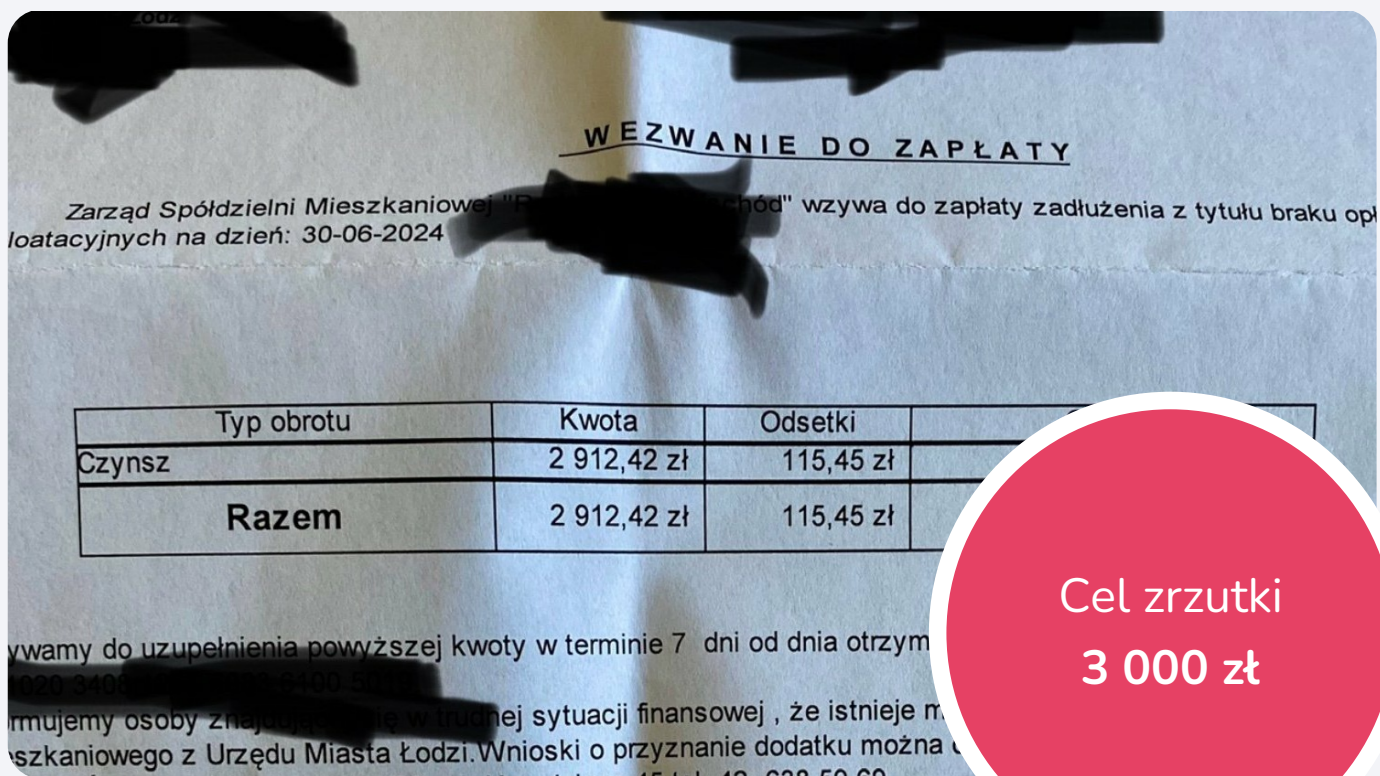 WEZWANIE DO ZAPŁATY
Zarząd Spółdzielni Mieszkaniowej wzywa do zapłaty zadłużenia z tytułu braku
loatacyjnych na dzień: 30-06-2024
Typ obrotu Kwota Odsetki
Czynsz 2 912,42 zł 115,45 zł
Razem 2 912,42 zł 115,45 zł
ywamy do uzupełnienia powyższej kwoty w terminie 7 dni od dnia otrzym
rmujemy osoby w trudnej sytuacji finansowej , że istnieje
szkaniowego z Urzędu Miasta Łodzi.Wnioski o przyznanie dodatku można
Cel zrzutki
3 000 zł